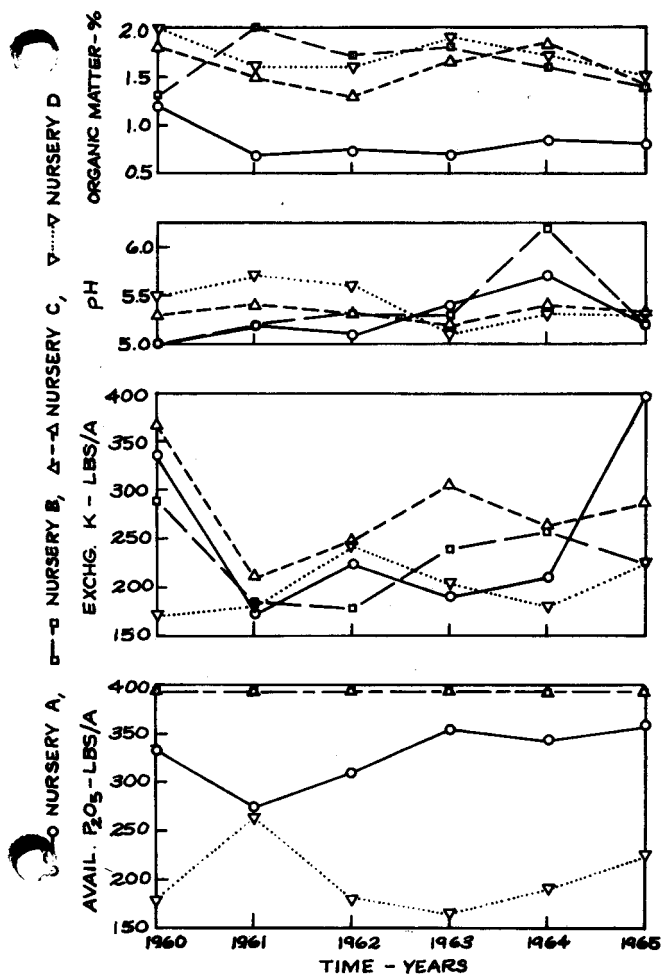 ○ NURSERY A, □—□ NURSERY B, △--△ NURSERY C, ▽····▽ NURSERY D
ORGANIC MATTER-%
2.0
1.5
1.0
0.5
pH
6.0
5.5
5.0
EXCHG. K - LBS/A
400
350
300
250
200
150
AVAIL. P₂O₅-LBS/A
400
350
300
250
200
150
1960 1961 1962 1963 1964 1965
TIME - YEARS